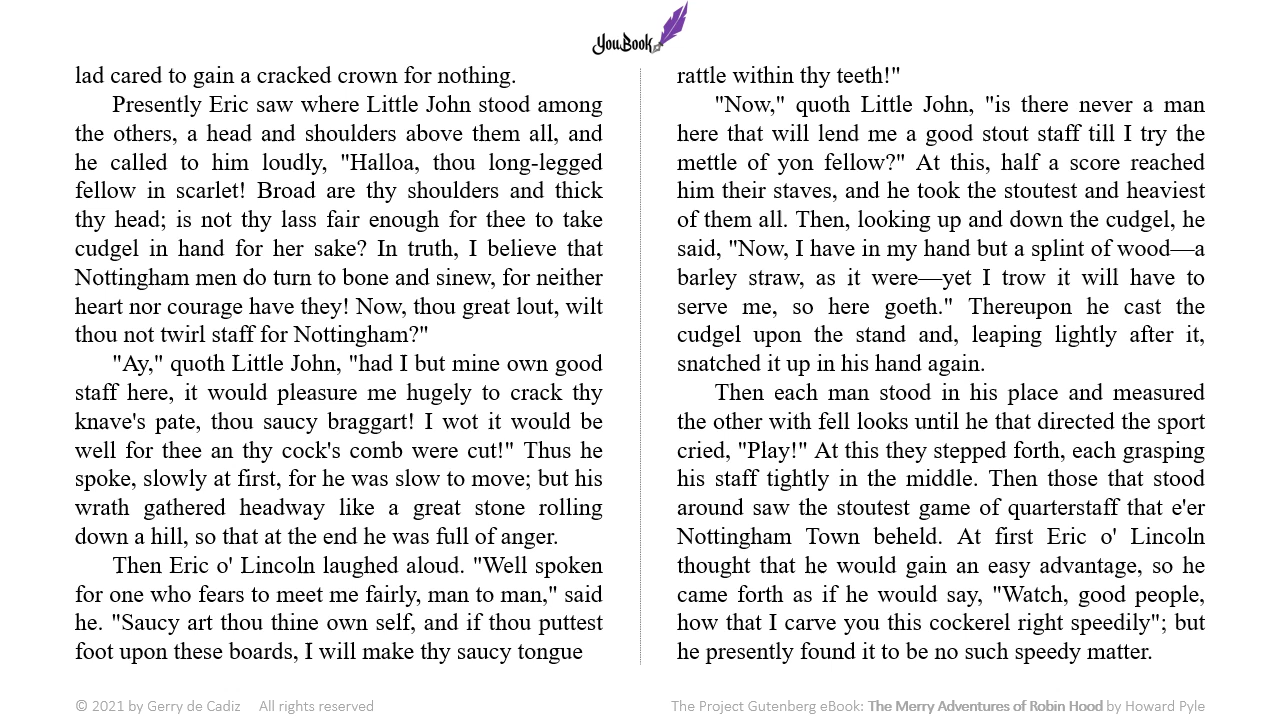 YouBook
lad cared to gain a cracked crown for nothing.
Presently Eric saw where Little John stood among
the others, a head and shoulders above them all, and
he called to him loudly, "Halloa, thou long-legged
fellow in scarlet! Broad are thy shoulders and thick
thy head; is not thy lass fair enough for thee to take
cudgel in hand for her sake? In truth, I believe that
Nottingham men do turn to bone and sinew, for neither
heart nor courage have they! Now, thou great lout, wilt
thou not twirl staff for Nottingham?"
"Ay," quoth Little John, "had I but mine own good
staff here, it would pleasure me hugely to crack thy
knave's pate, thou saucy braggart! I wot it would be
well for thee an thy cock's comb were cut!" Thus he
spoke, slowly at first, for he was slow to move; but his
wrath gathered headway like a great stone rolling
down a hill, so that at the end he was full of anger.
Then Eric o' Lincoln laughed aloud. "Well spoken
for one who fears to meet me fairly, man to man," said
he. "Saucy art thou thine own self, and if thou puttest
foot upon these boards, I will make thy saucy tongue
rattle within thy teeth!"
"Now," quoth Little John, "is there never a man
here that will lend me a good stout staff till I try the
mettle of yon fellow?" At this, half a score reached
him their staves, and he took the stoutest and heaviest
of them all. Then, looking up and down the cudgel, he
said, "Now, I have in my hand but a splint of wood—a
barley straw, as it were—yet I trow it will have to
serve me, so here goeth." Thereupon he cast the
cudgel upon the stand and, leaping lightly after it,
snatched it up in his hand again.
Then each man stood in his place and measured
the other with fell looks until he that directed the sport
cried, "Play!" At this they stepped forth, each grasping
his staff tightly in the middle. Then those that stood
around saw the stoutest game of quarterstaff that e'er
Nottingham Town beheld. At first Eric o' Lincoln
thought that he would gain an easy advantage, so he
came forth as if he would say, "Watch, good people,
how that I carve you this cockerel right speedily"; but
he presently found it to be no such speedy matter.
© 2021 by Gerry de Cadiz All rights reserved
The Project Gutenberg eBook: The Merry Adventures of Robin Hood by Howard Pyle